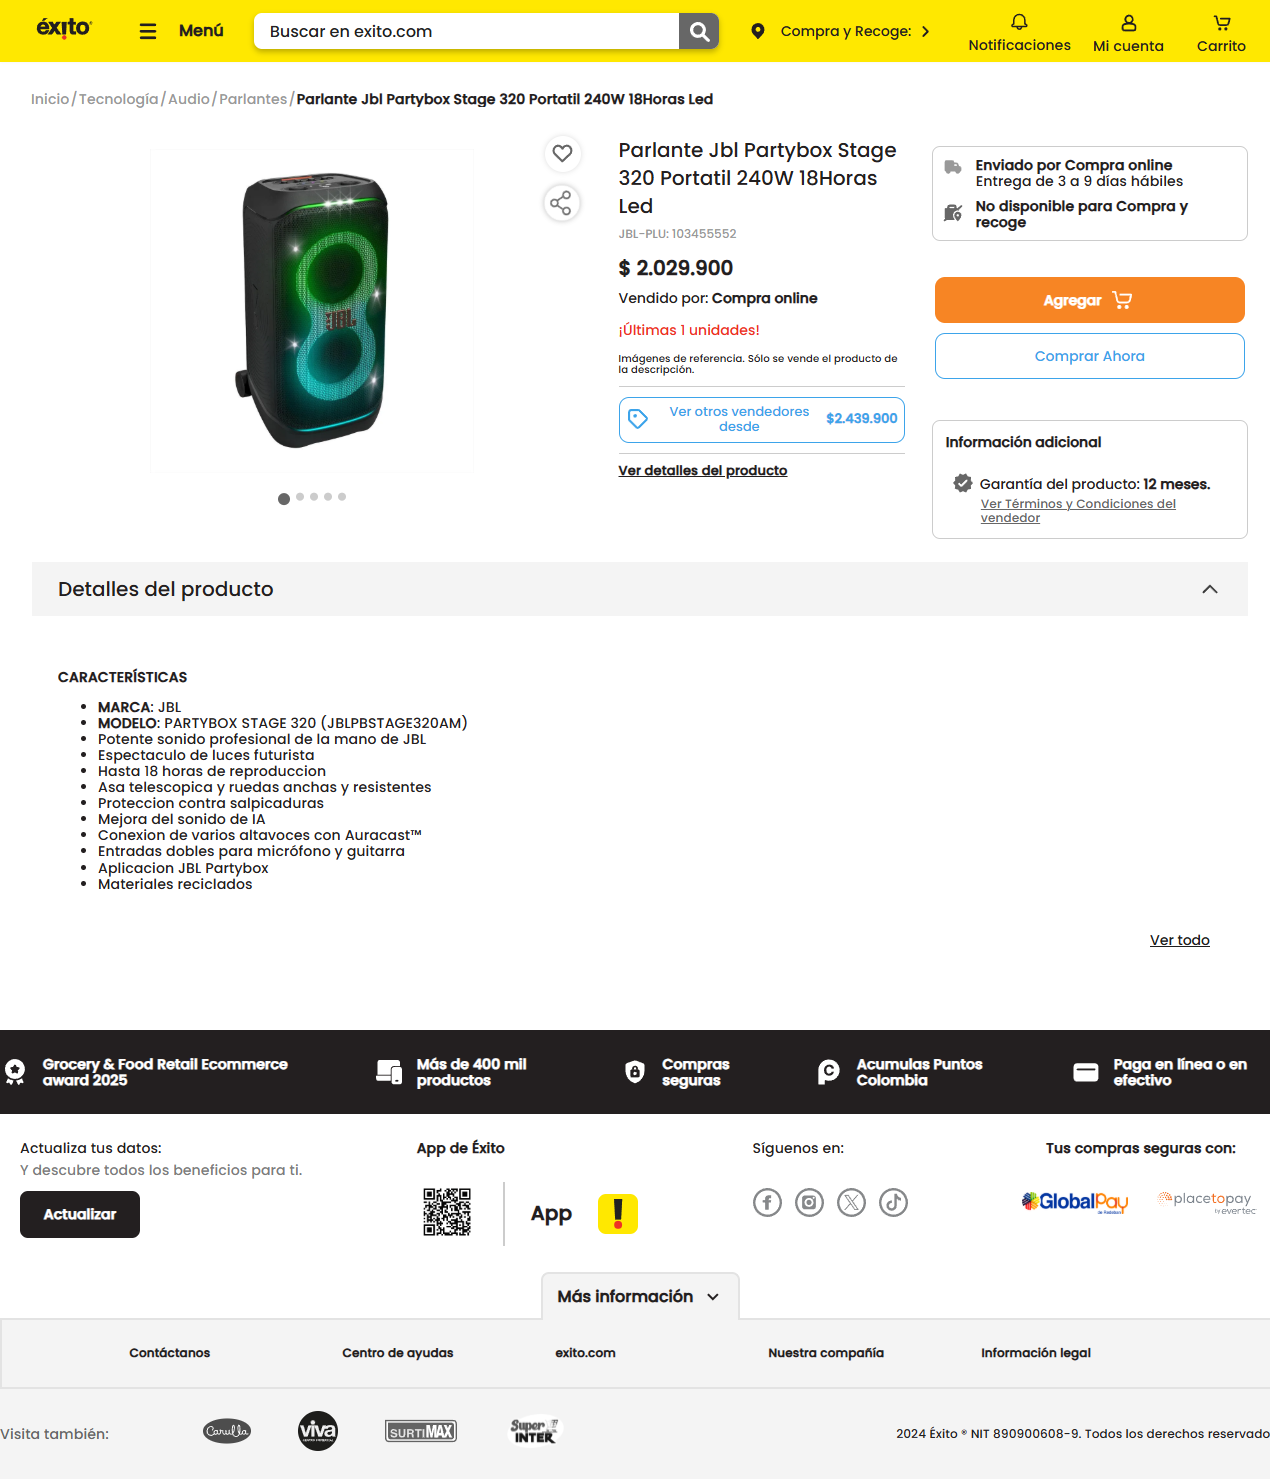 éxito
Menú
Buscar en exito.com
Compra y Recoge:
Notificaciones
Mi cuenta
Carrito
Inicio/Tecnología/Audio/Parlantes/Parlante Jbl Partybox Stage 320 Portatil 240W 18Horas Led
JBL
Parlante Jbl Partybox Stage
320 Portatil 240W 18Horas
Led
JBL-PLU: 103455552
$ 2.029.900
Vendido por: Compra online
¡Últimas 1 unidades!
Imágenes de referencia. Sólo se vende el producto de
la descripción.
Ver otros vendedores
desde
$2.439.900
Ver detalles del producto
Enviado por Compra online
Entrega de 3 a 9 días hábiles
No disponible para Compra y
recoge
Agregar
Comprar Ahora
Información adicional
Garantía del producto: 12 meses.
Ver Términos y Condiciones del
vendedor
Detalles del producto
CARACTERÍSTICAS
MARCA: JBL
MODELO: PARTYBOX STAGE 320 (JBLPBSTAGE320AM)
Potente sonido profesional de la mano de JBL
Espectaculo de luces futurista
Hasta 18 horas de reproduccion
Asa telescopica y ruedas anchas y resistentes
Proteccion contra salpicaduras
Mejora del sonido de IA
Conexion de varios altavoces con Auracast™
Entradas dobles para micrófono y guitarra
Aplicacion JBL Partybox
Materiales reciclados
Ver todo
Grocery & Food Retail Ecommerce
award 2025
Más de 400 mil
productos
Compras
seguras
Acumulas Puntos
Colombia
Paga en línea o en
efectivo
Actualiza tus datos:
Y descubre todos los beneficios para ti.
Actualizar
App de Éxito
App
Síguenos en:
Tus compras seguras con:
GlobalPay
placetopay
by evertec
Más información
Contáctanos
Centro de ayudas
exito.com
Nuestra compañía
Información legal
Visita también:
Carulla
viva
SURTIMAX
Super
INTER
2024 Éxito ® NIT 890900608-9. Todos los derechos reservado